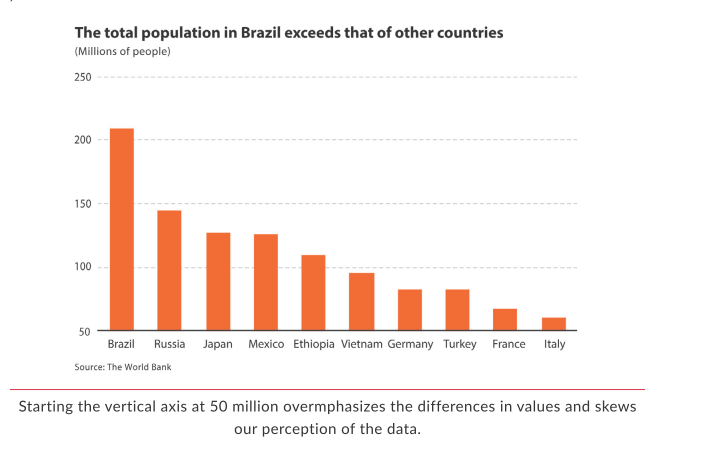 The total population in Brazil exceeds that of other countries
(Millions of people)
250
200
150
100
50
Brazil Russia Japan Mexico Ethiopia Vietnam Germany Turkey France Italy
Source: The World Bank
Starting the vertical axis at 50 million overmphasizes the differences in values and skews
our perception of the data.